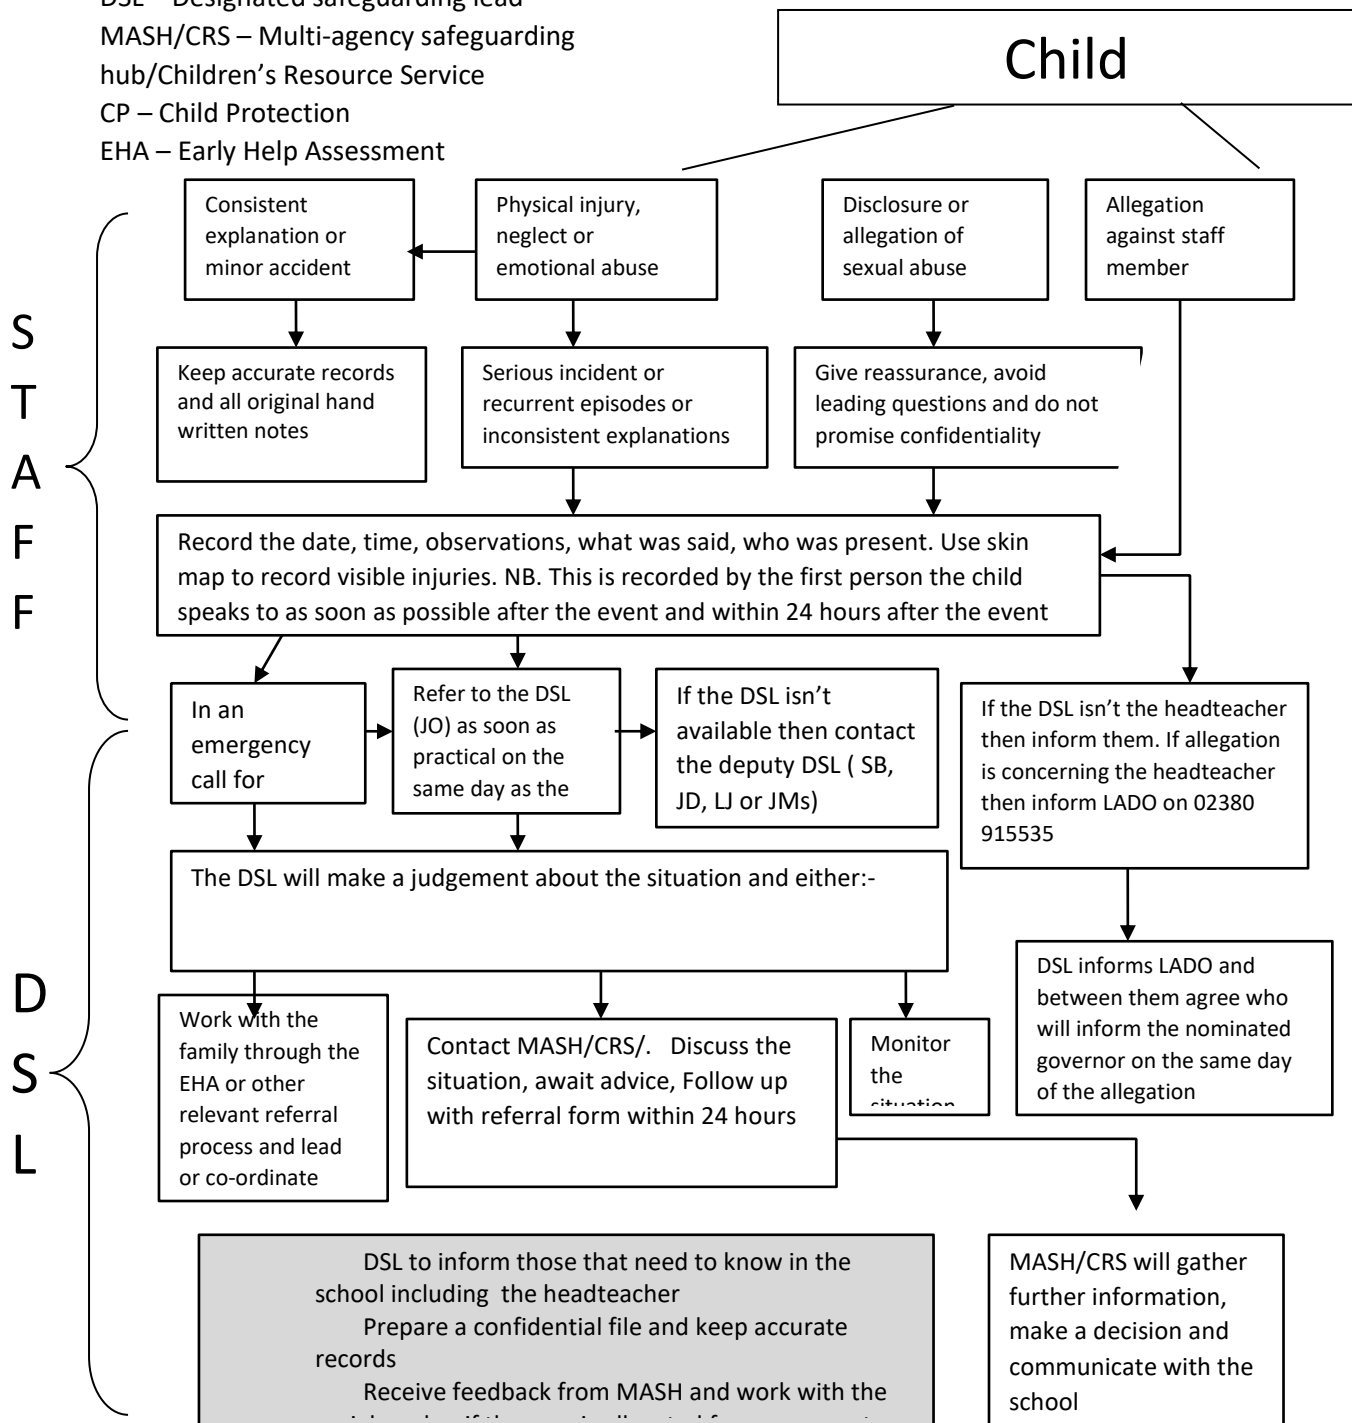 DSL – Designated safeguarding lead
MASH/CRS – Multi-agency safeguarding
hub/Children's Resource Service
CP – Child Protection
EHA – Early Help Assessment
Child
Consistent
explanation or
minor accident
Physical injury,
neglect or
emotional abuse
Disclosure or
allegation of
sexual abuse
Allegation
against staff
member
S
T
A
F
F
Keep accurate records
and all original hand
written notes
Serious incident or
recurrent episodes or
inconsistent explanations
Give reassurance, avoid
leading questions and do not
promise confidentiality
Record the date, time, observations, what was said, who was present. Use skin
map to record visible injuries. NB. This is recorded by the first person the child
speaks to as soon as possible after the event and within 24 hours after the event
In an
emergency
call for
Refer to the DSL
(JO) as soon as
practical on the
same day as the
If the DSL isn't
available then contact
the deputy DSL ( SB,
JD, LJ or JMs)
If the DSL isn't the headteacher
then inform them. If allegation
is concerning the headteacher
then inform LADO on 02380
915535
The DSL will make a judgement about the situation and either:-
D
S
L
Work with the
family through the
EHA or other
relevant referral
process and lead
or co-ordinate
Contact MASH/CRS/.   Discuss the
situation, await advice, Follow up
with referral form within 24 hours
Monitor
the
situation
DSL informs LADO and
between them agree who
will inform the nominated
governor on the same day
of the allegation
DSL to inform those that need to know in the
school including  the headteacher
Prepare a confidential file and keep accurate
records
Receive feedback from MASH and work with the
MASH/CRS will gather
further information,
make a decision and
communicate with the
school